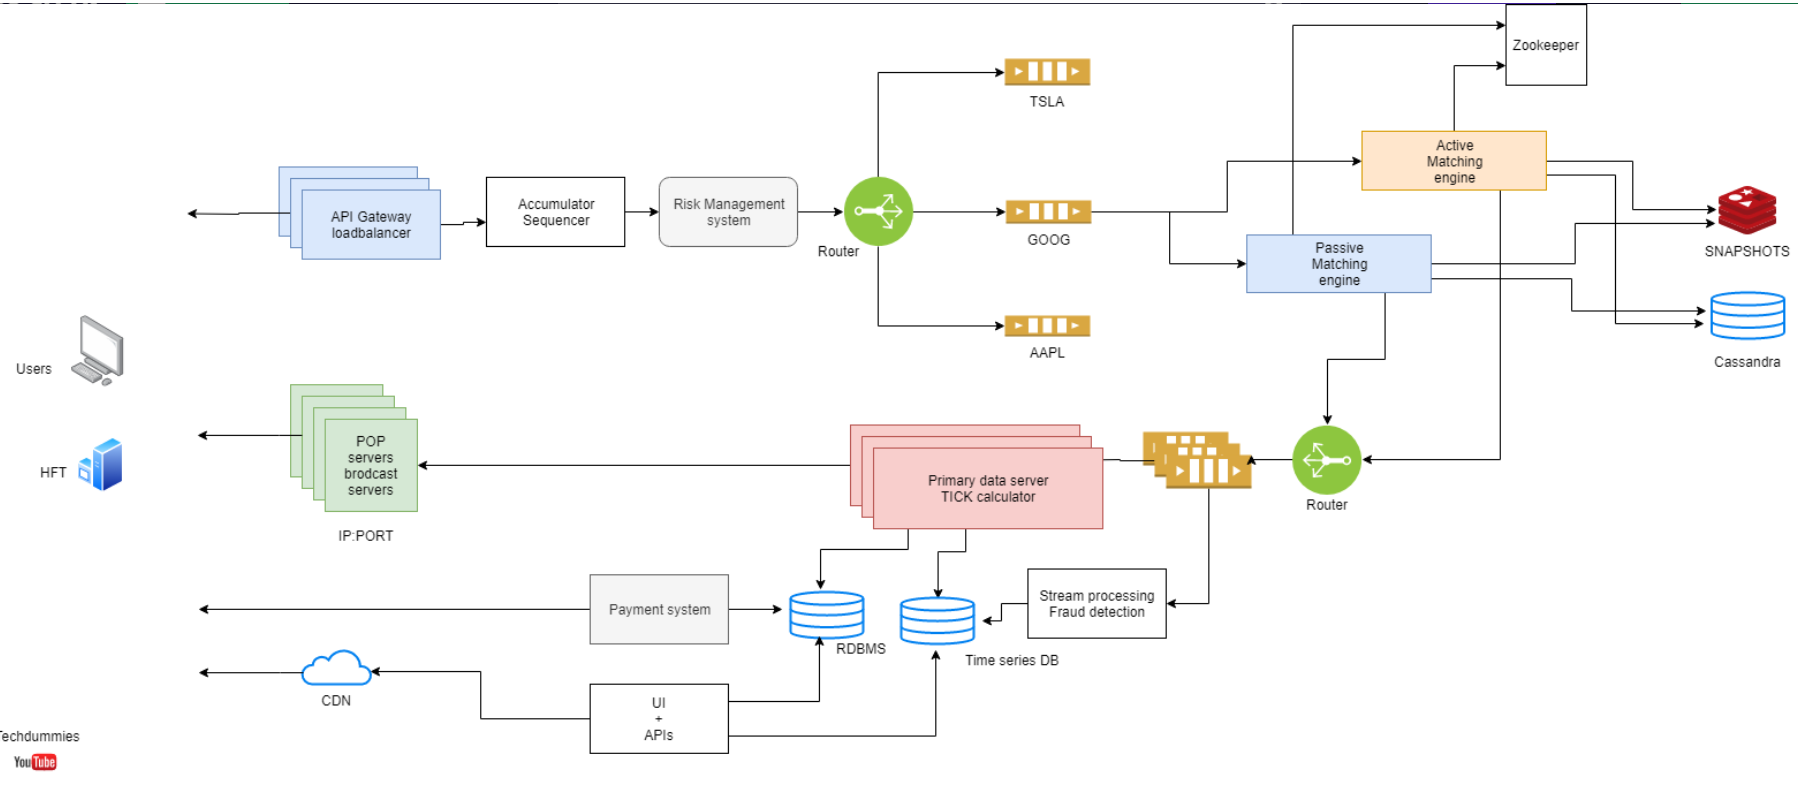 Zookeeper
TSLA
Active
Matching
engine
API Gateway
loadbalancer
Accumulator
Sequencer
Risk Management
system
Router
GOOG
Passive
Matching
engine
SNAPSHOTS
AAPL
Cassandra
Users
HFT
POP
servers
brodcast
servers
IP:PORT
Primary data server
TICK calculator
Router
Payment system
RDBMS
Stream processing
Fraud detection
Time series DB
CDN
UI
+
APIs
Techdummies
YouTube